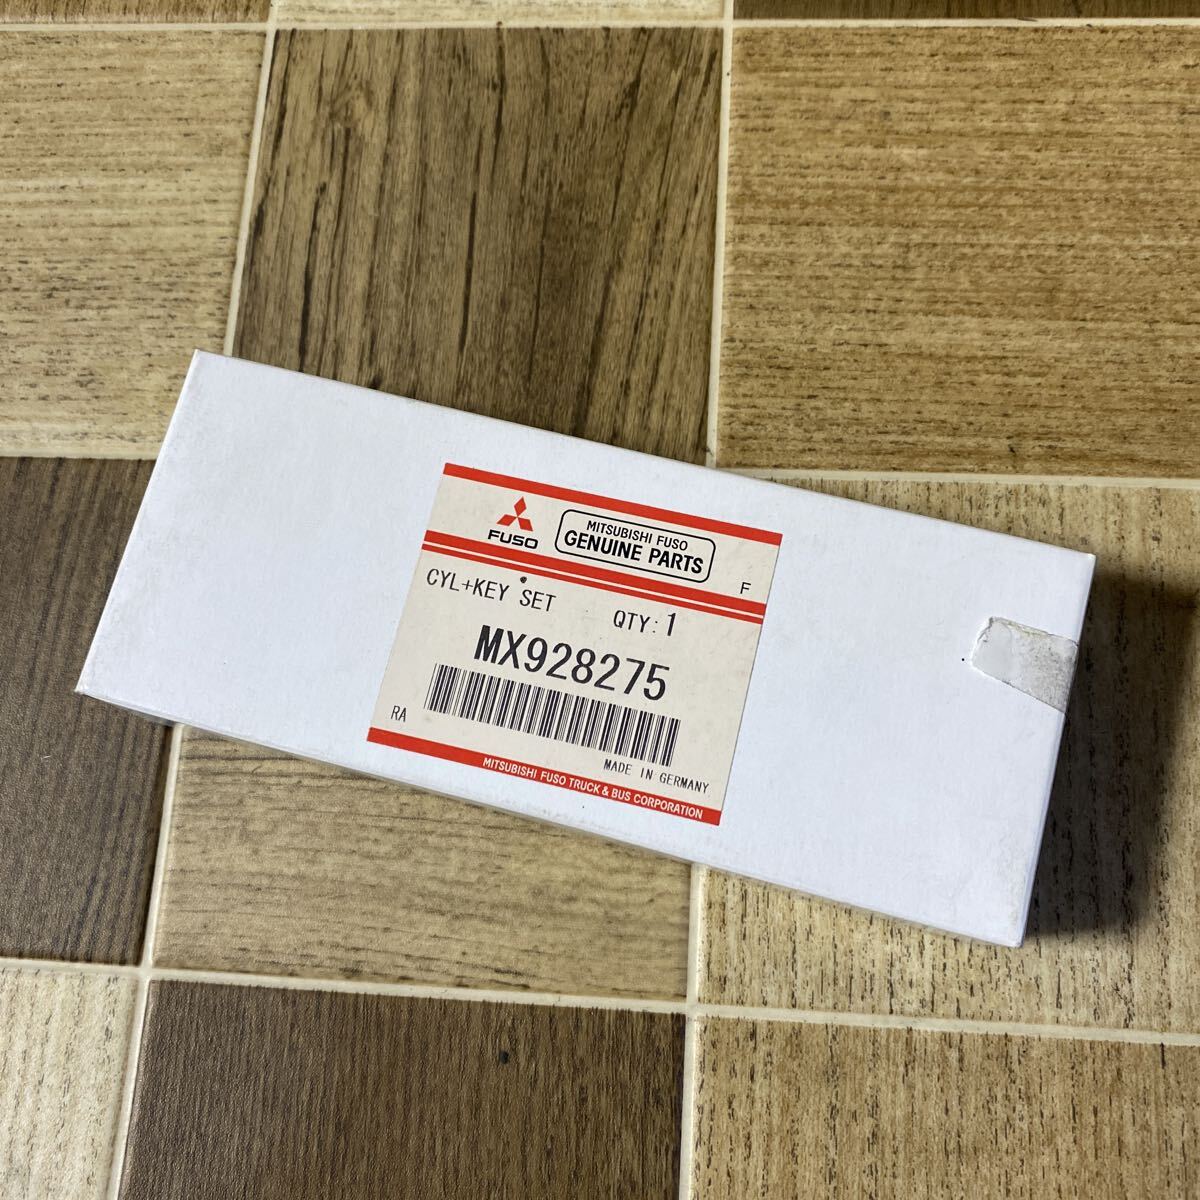 FUSO
MITSUBISHI FUSO
GENUINE PARTS
F
CYL+KEY SET
QTY: 1
MX928275
RA
MADE IN GERMANY
MITSUBISHI FUSO TRUCK & BUS CORPORATION